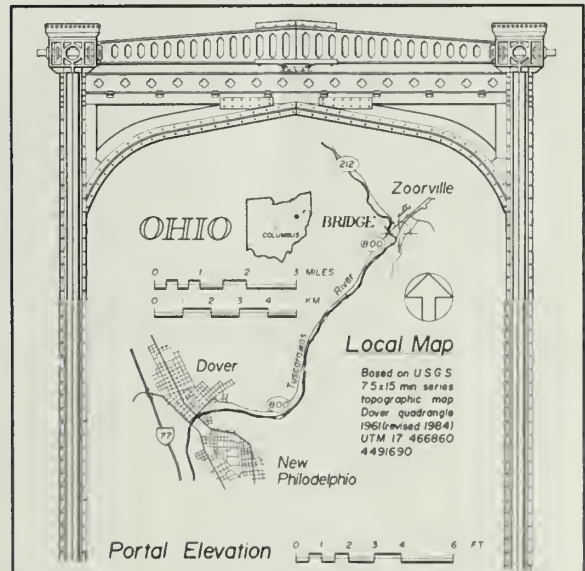 212
Zoorville
OHIO
COLUMBUS
BRIDGE
800
0 1 2 3 MILES
0 1 2 3 4 KM
Tuscarawas River
Local Map
Based on U S G S
7.5 x 15 min series
topographic map
Dover quadrangle
1961(revised 1984)
UTM 17 466860
4491690
Dover
800
77
New
Philadelphia
Portal Elevation
0 1 2 3 4 6 FT